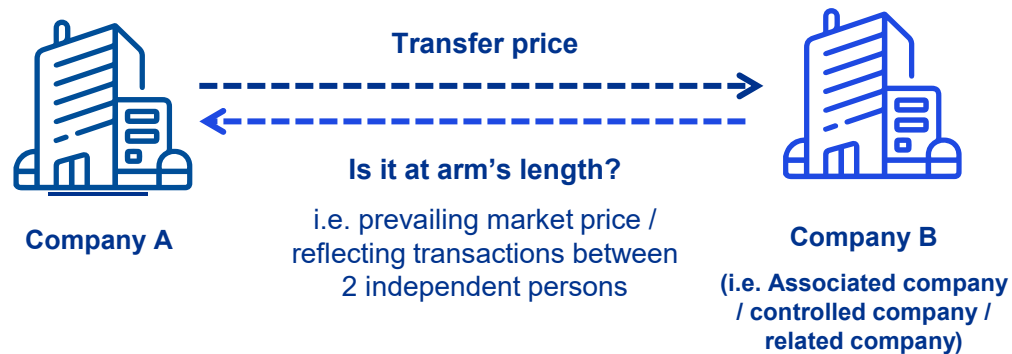 Transfer price
Is it at arm’s length?
i.e. prevailing market price /
reflecting transactions between
2 independent persons
Company A
Company B
(i.e. Associated company
/ controlled company /
related company)